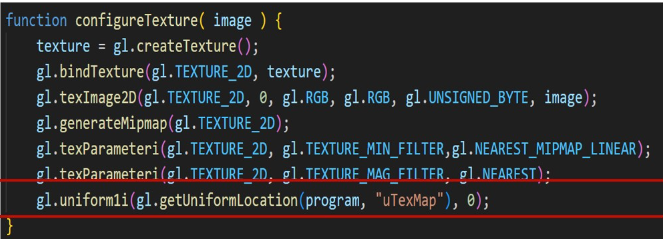 function configureTexture( image ) {
texture = gl.createTexture();
gl.bindTexture(gl.TEXTURE_2D, texture);
gl.texImage2D(gl.TEXTURE_2D, 0, gl.RGB, gl.RGB, gl.UNSIGNED_BYTE, image);
gl.generateMipmap(gl.TEXTURE_2D);
gl.texParameteri(gl.TEXTURE_2D, gl.TEXTURE_MIN_FILTER,gl.NEAREST_MIPMAP_LINEAR);
gl.texParameteri(gl.TEXTURE_2D, gl.TEXTURE_MAG_FILTER, gl.NEAREST);
gl.uniform1i(gl.getUniformLocation(program, "uTexMap"), 0);
}